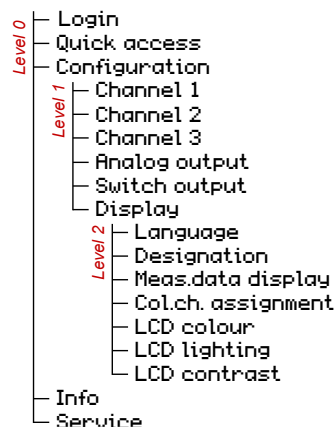 Level 0
Login
Quick access
Configuration
Level 1
Channel 1
Channel 2
Channel 3
Analog output
Switch output
Display
Level 2
Language
Designation
Meas.data display
Col.ch. assignment
LCD colour
LCD lighting
LCD contrast
Info
Service